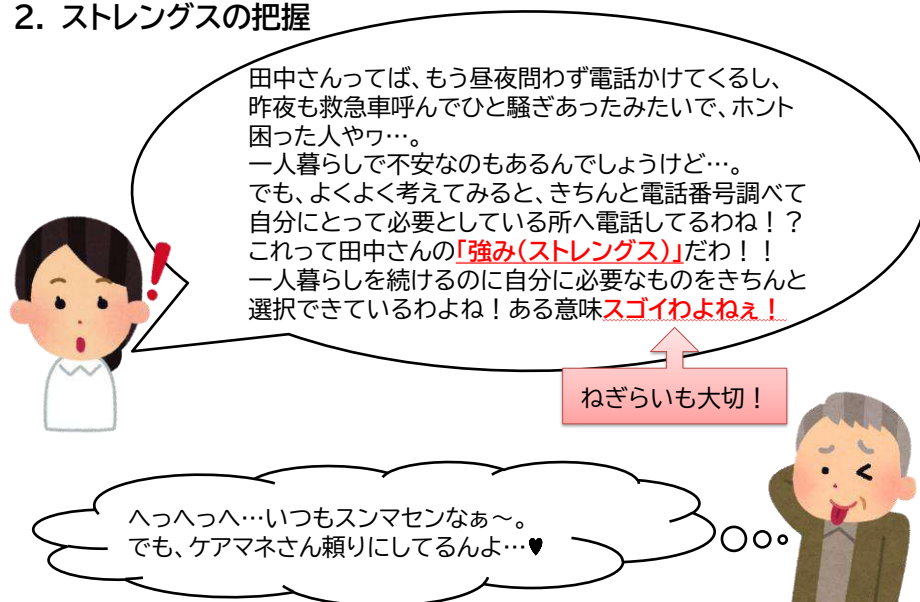 2. ストレングスの把握
田中さんってば、もう昼夜問わず電話かけてくるし、
昨夜も救急車呼んでひと騒ぎあったみたいで、ホント
困った人やヮ…。
一人暮らしで不安なのもあるんでしょうけど…。
でも、よくよく考えてみると、きちんと電話番号調べて
自分にとって必要としている所へ電話してるわね！？
これって田中さんの「強み（ストレングス）」だわ！！
一人暮らしを続けるのに自分に必要なものをきちんと
選択できているわよね！ある意味スゴイわよねぇ！
ねぎらいも大切！
へっへっへ…いつもスンマセンなぁ～。
でも、ケアマネさん頼りにしてるんよ…♥